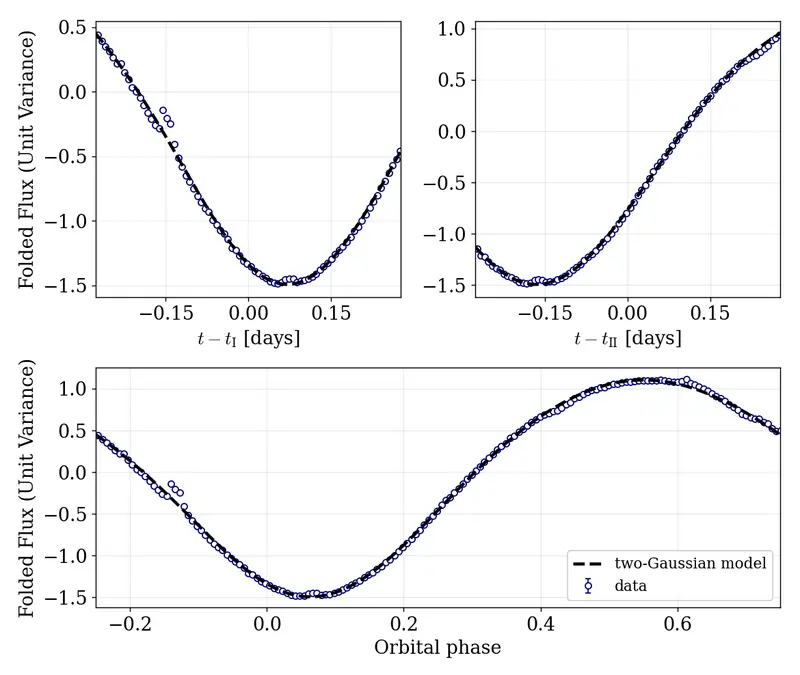 Folded Flux (Unit Variance)
0.5
0.0
−0.5
−1.0
−1.5
−0.15 0.00 0.15
t − tI [days]
1.0
0.5
0.0
−0.5
−1.0
−1.5
−0.15 0.00 0.15
t − tII [days]
Folded Flux (Unit Variance)
1.0
0.5
0.0
−0.5
−1.0
−1.5
two-Gaussian model
data
−0.2 0.0 0.2 0.4 0.6
Orbital phase